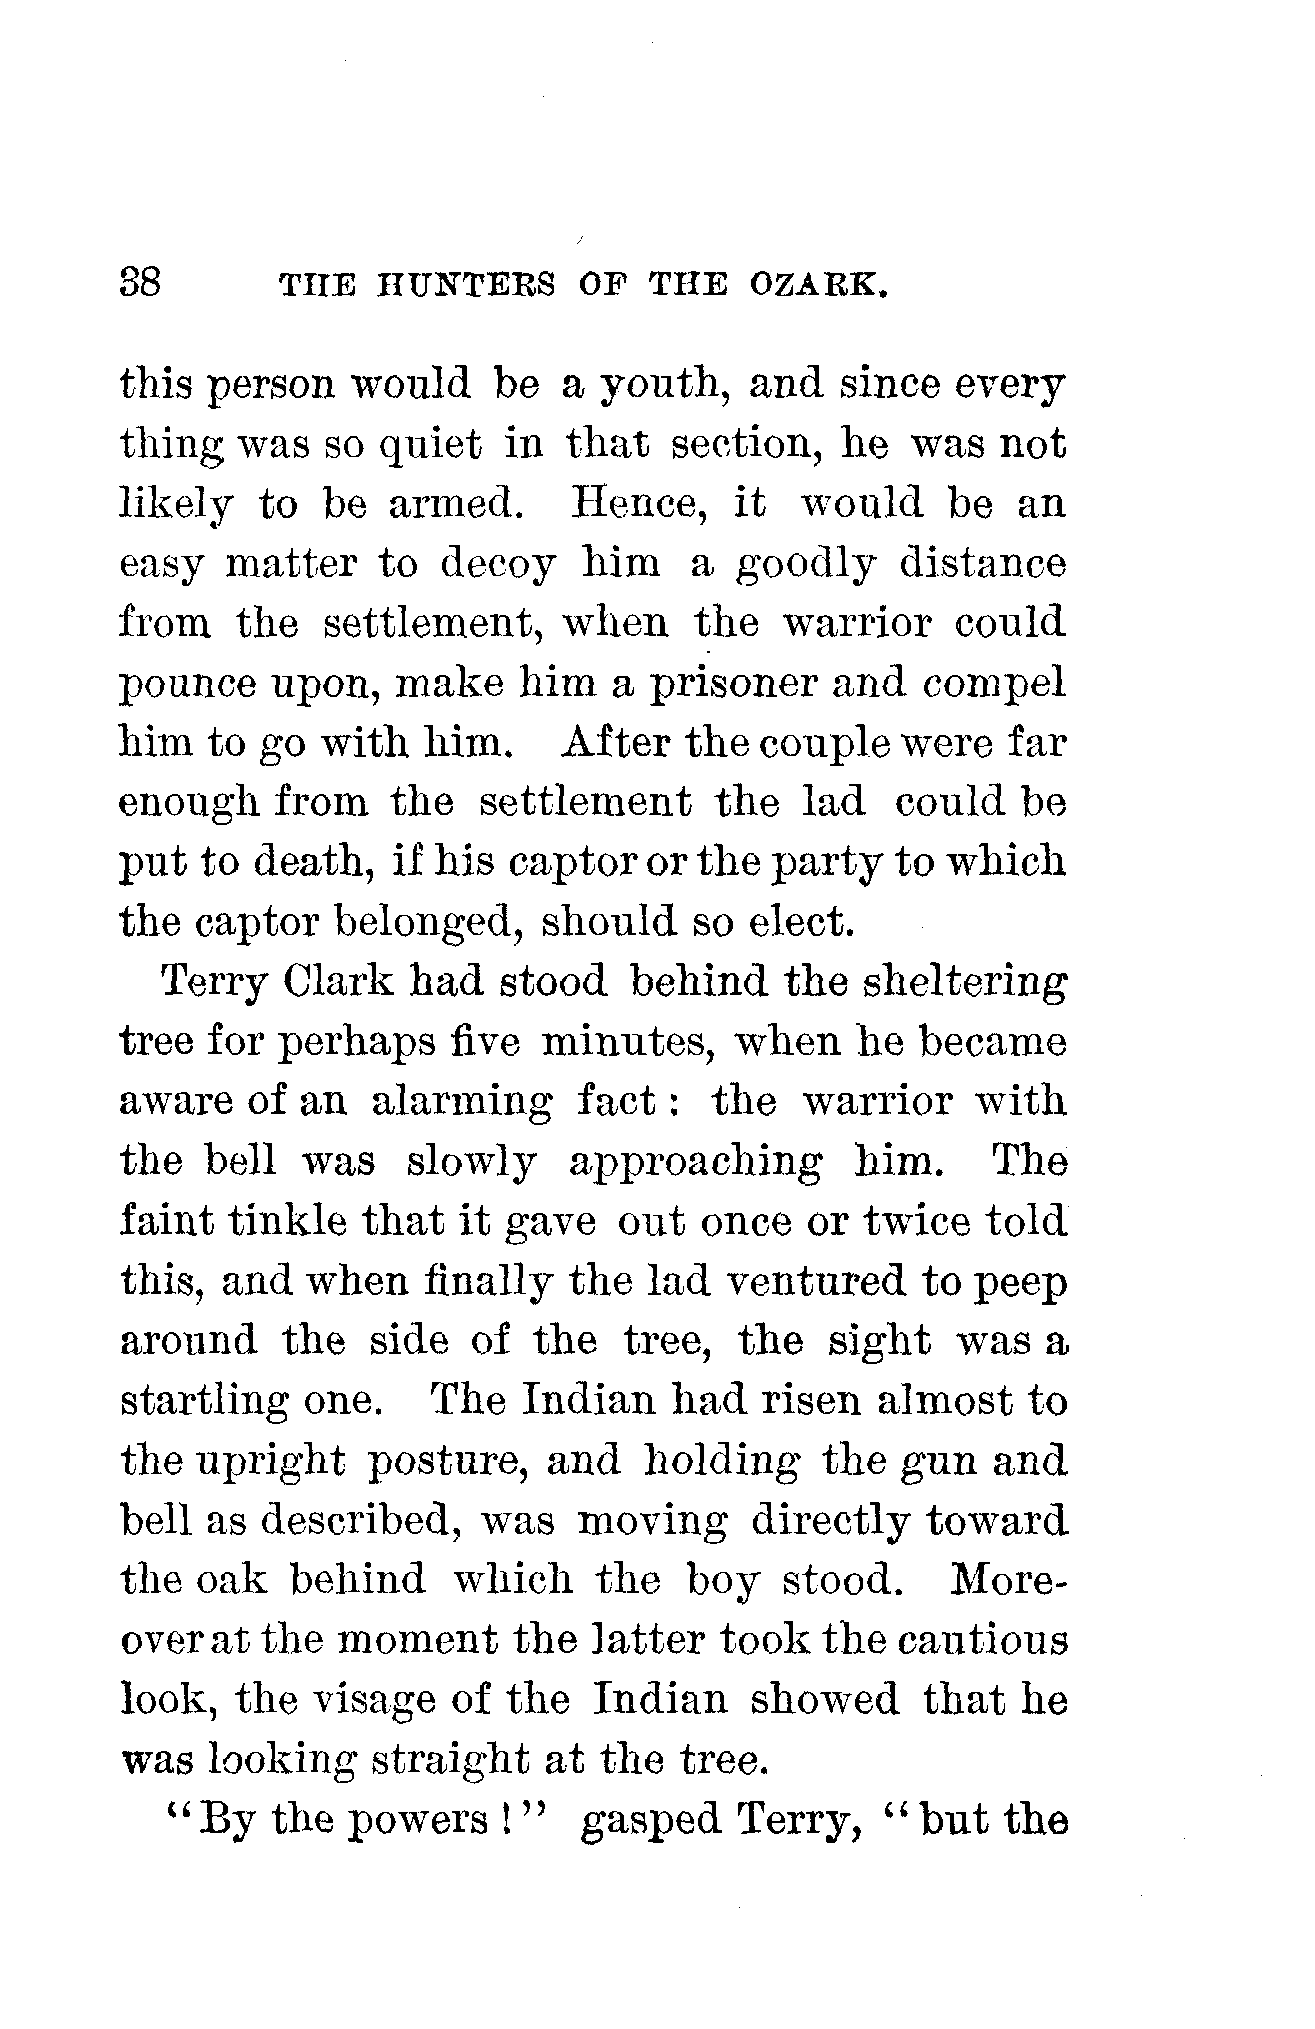 38 THE HUNTERS OF THE OZARK.
this person would be a youth, and since every
thing was so quiet in that section, he was not
likely to be armed. Hence, it would be an
easy matter to decoy him a goodly distance
from the settlement, when the warrior could
pounce upon, make him a prisoner and compel
him to go with him. After the couple were far
enough from the settlement the lad could be
put to death, if his captor or the party to which
the captor belonged, should so elect.
Terry Clark had stood behind the sheltering
tree for perhaps five minutes, when he became
aware of an alarming fact : the warrior with
the bell was slowly approaching him. The
faint tinkle that it gave out once or twice told
this, and when finally the lad ventured to peep
around the side of the tree, the sight was a
startling one. The Indian had risen almost to
the upright posture, and holding the gun and
bell as described, was moving directly toward
the oak behind which the boy stood. More-
over at the moment the latter took the cautious
look, the visage of the Indian showed that he
was looking straight at the tree.
"By the powers !" gasped Terry, "but the